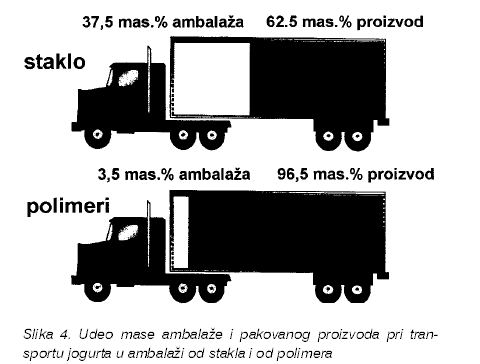 37,5 mas.% ambalaža 62.5 mas.% proizvod
staklo
3,5 mas.% ambalaža 96,5 mas.% proizvod
polimeri
Slika 4. Udeo mase ambalaže i pakovanog proizvoda pri tran-
sportu jogurta u ambalaži od stakla i od polimera